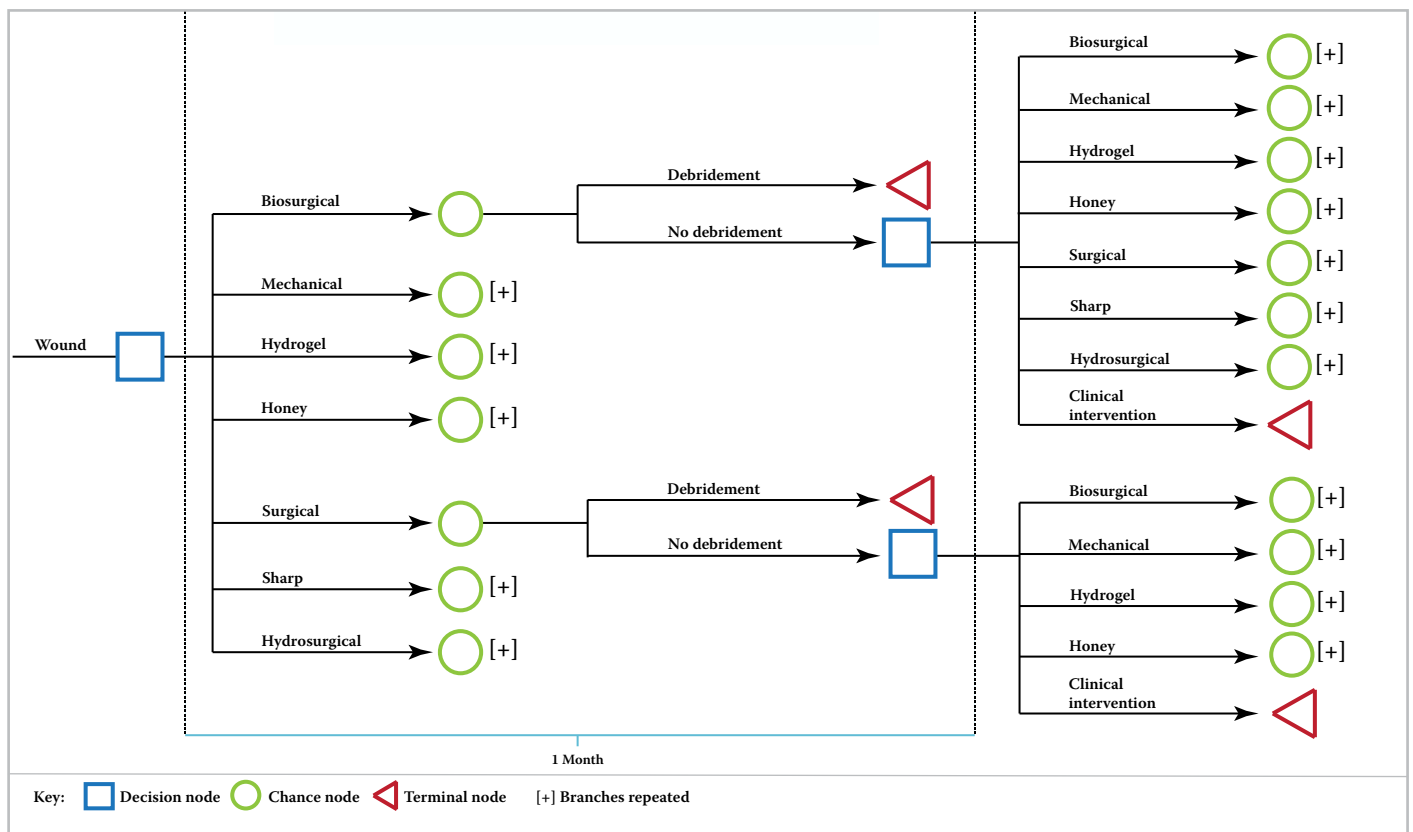 Wound
Biosurgical
Mechanical
[+]
Hydrogel
[+]
Honey
[+]
Surgical
Sharp
[+]
Hydrosurgical
[+]
Debridement
No debridement
Debridement
No debridement
Biosurgical
[+]
Mechanical
[+]
Hydrogel
[+]
Honey
[+]
Surgical
[+]
Sharp
[+]
Hydrosurgical
[+]
Clinical
intervention
Biosurgical
[+]
Mechanical
[+]
Hydrogel
[+]
Honey
[+]
Clinical
intervention
1 Month
Key: Decision node Chance node Terminal node [+] Branches repeated